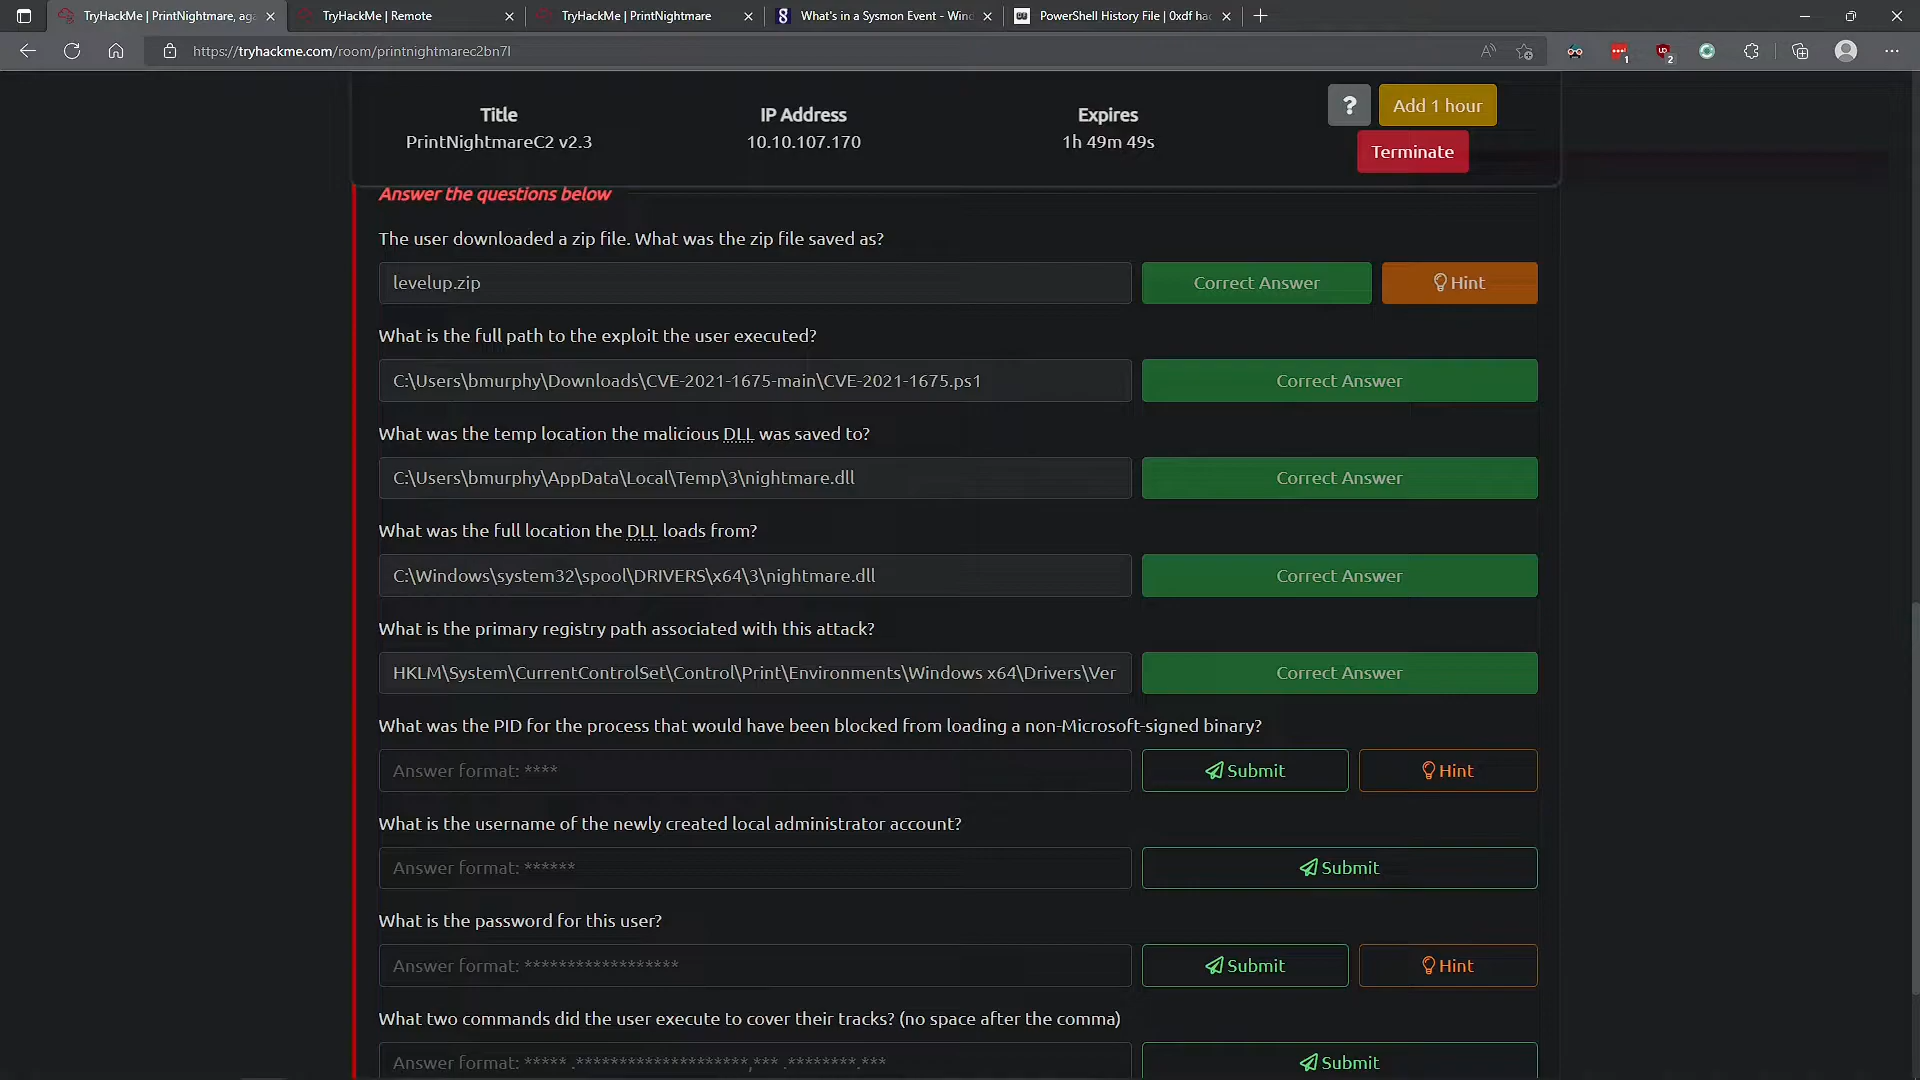 TryHackMe | PrintNightmare, aga
TryHackMe | Remote
TryHackMe | PrintNightmare
What's in a Sysmon Event - Wind
PowerShell History File | 0xdf hac
https://tryhackme.com/room/printnightmarec2bn7l
1
2
Title
PrintNightmareC2 v2.3
IP Address
10.10.107.170
Expires
1h 49m 49s
?
Add 1 hour
Terminate
Answer the questions below
The user downloaded a zip file. What was the zip file saved as?
levelup.zip
Correct Answer
Hint
What is the full path to the exploit the user executed?
C:\Users\bmurphy\Downloads\CVE-2021-1675-main\CVE-2021-1675.ps1
Correct Answer
What was the temp location the malicious DLL was saved to?
C:\Users\bmurphy\AppData\Local\Temp\3\nightmare.dll
Correct Answer
What was the full location the DLL loads from?
C:\Windows\system32\spool\DRIVERS\x64\3\nightmare.dll
Correct Answer
What is the primary registry path associated with this attack?
HKLM\System\CurrentControlSet\Control\Print\Environments\Windows x64\Drivers\Ver
Correct Answer
What was the PID for the process that would have been blocked from loading a non-Microsoft-signed binary?
Answer format: ****
Submit
Hint
What is the username of the newly created local administrator account?
Answer format: ******
Submit
What is the password for this user?
Answer format: ******************
Submit
Hint
What two commands did the user execute to cover their tracks? (no space after the comma)
Answer format: ***** .********************,*** .********.***
Submit